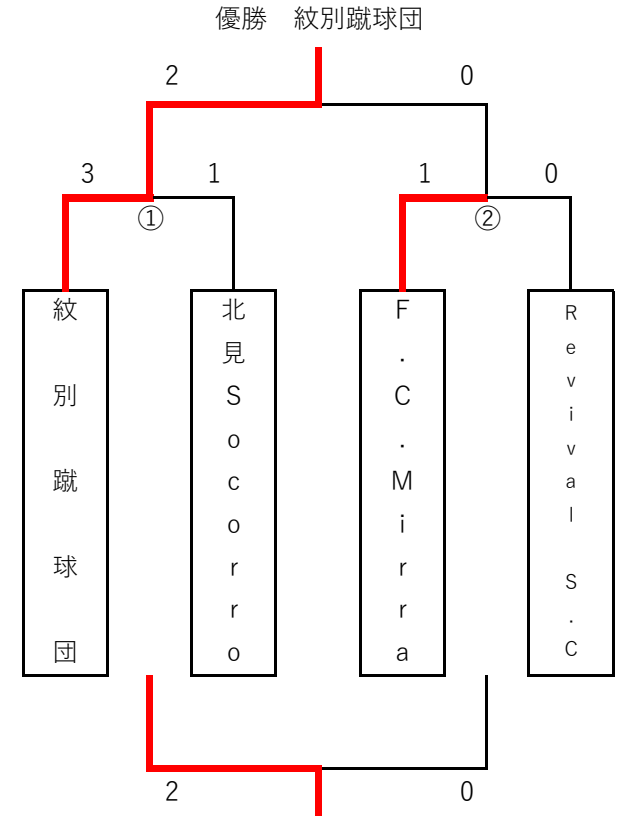 優勝　紋別蹴球団
2 0
3 1 1 0
① ②
紋別蹴球団
北見Socorro
F.C.Mirra
Revival S.C
2 0